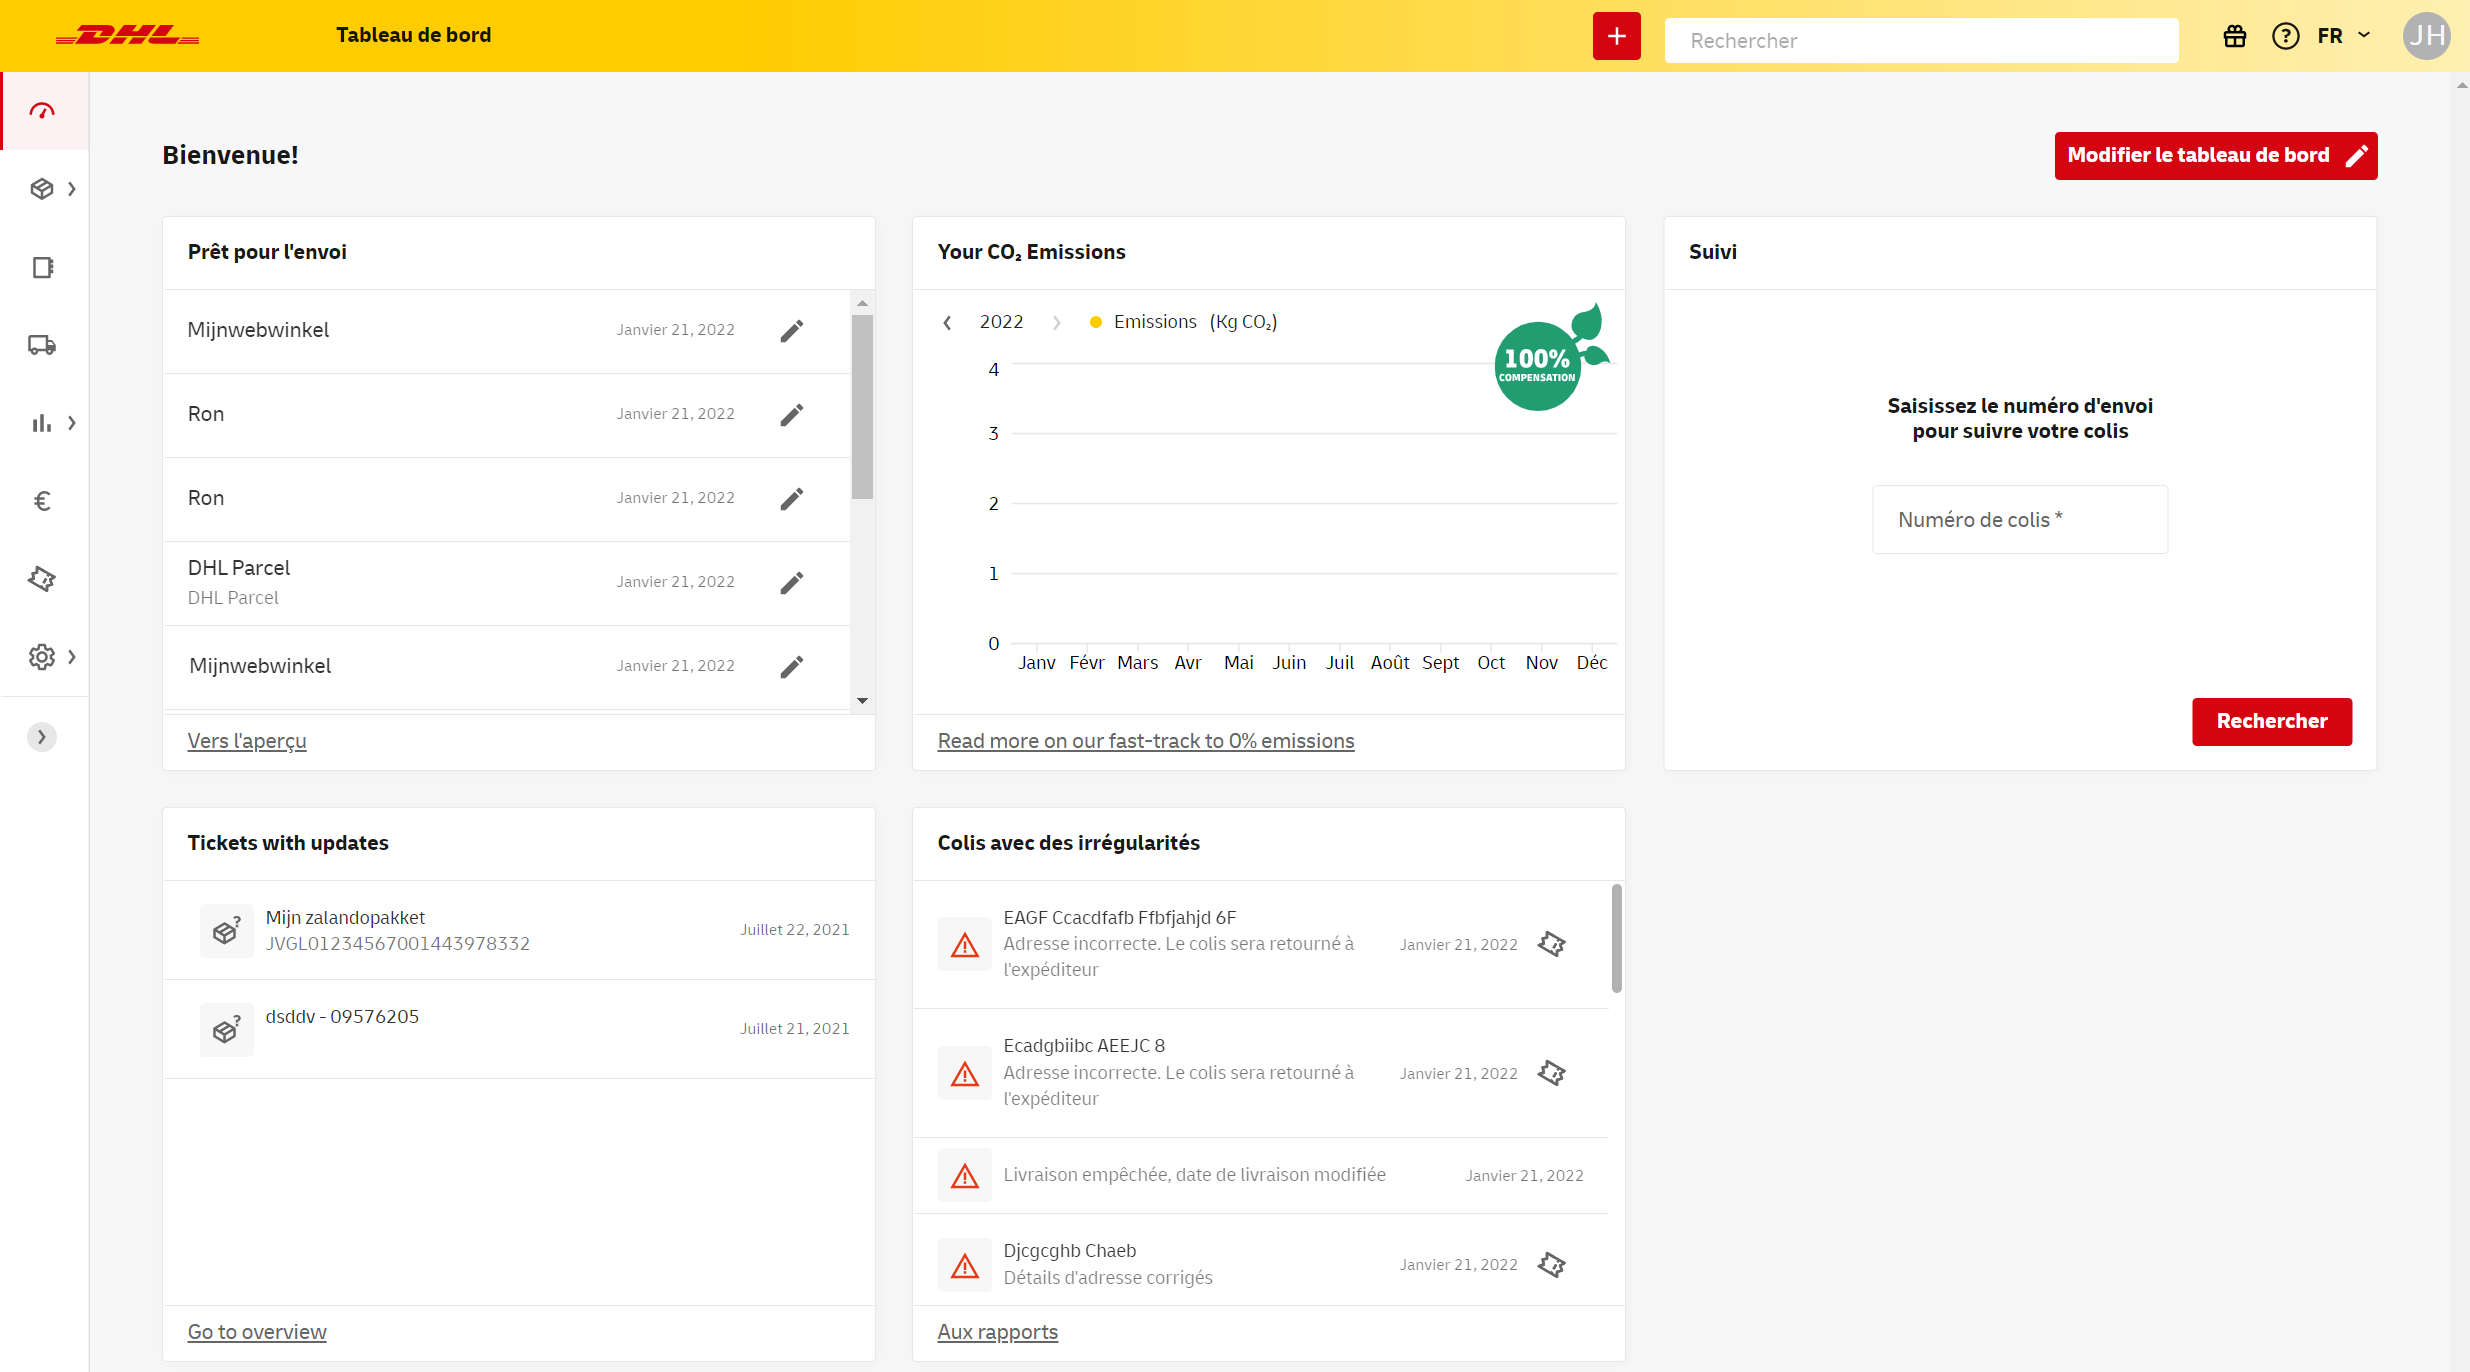 DHL
Tableau de bord
+
Rechercher
FR
JH
Bienvenue!
Modifier le tableau de bord
Prêt pour l'envoi
Mijnwebwinkel
Janvier 21, 2022
Ron
Janvier 21, 2022
Ron
Janvier 21, 2022
DHL Parcel
DHL Parcel
Janvier 21, 2022
Mijnwebwinkel
Janvier 21, 2022
Vers l'aperçu
Your CO₂ Emissions
2022
Emissions (Kg CO₂)
100%
COMPENSATION
4
3
2
1
0
Janv Févr Mars Avr Mai Juin Juil Août Sept Oct Nov Déc
Read more on our fast-track to 0% emissions
Suivi
Saisissez le numéro d'envoi
pour suivre votre colis
Numéro de colis *
Rechercher
Tickets with updates
Mijn zalandopakket
JVGL01234567001443978332
Juillet 22, 2021
dsddv - 09576205
Juillet 21, 2021
Go to overview
Colis avec des irrégularités
EAGF Ccacdfafb Ffbfjahjd 6F
Adresse incorrecte. Le colis sera retourné à
l'expéditeur
Janvier 21, 2022
Ecadgbiibc AEEJC 8
Adresse incorrecte. Le colis sera retourné à
l'expéditeur
Janvier 21, 2022
Livraison empêchée, date de livraison modifiée
Janvier 21, 2022
Djcgcghb Chaeb
Détails d'adresse corrigés
Janvier 21, 2022
Aux rapports